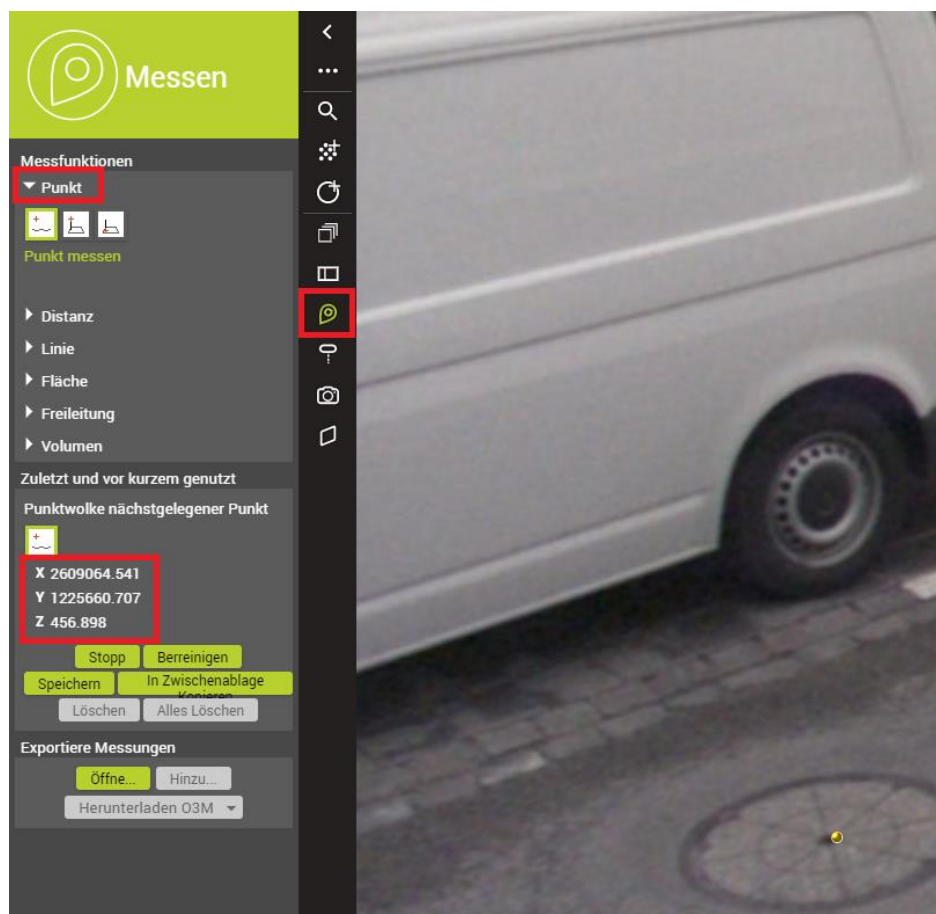 Messen
Messfunktionen
Punkt
Punkt messen
Distanz
Linie
Fläche
Freileitung
Volumen
Zuletzt und vor kurzem genutzt
Punktwolke nächstgelegener Punkt
X 2609064.541
Y 1225660.707
Z 456.898
Stopp Berreinigen
Speichern In Zwischenablage
Kopieren
Löschen Alles Löschen
Exportiere Messungen
Öffne... Hinzu...
Herunterladen O3M